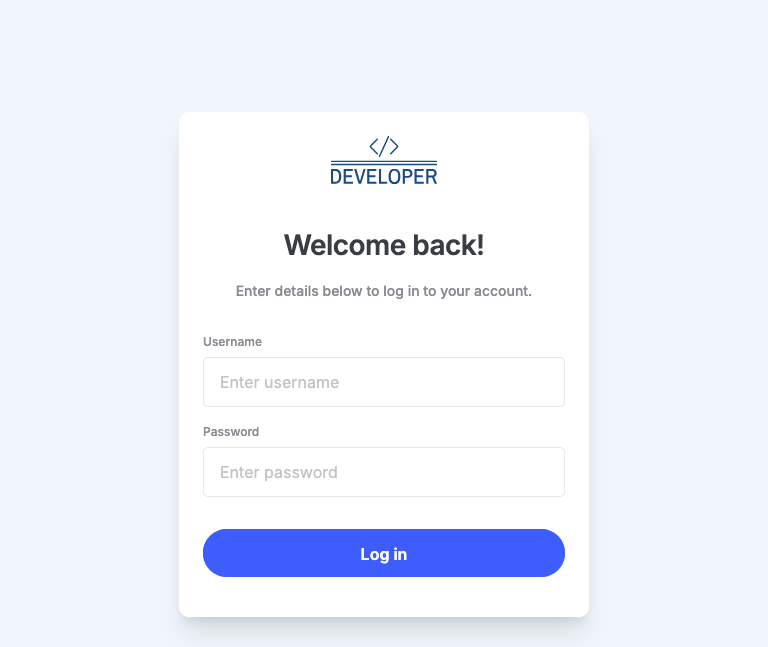 </>
DEVELOPER
Welcome back!
Enter details below to log in to your account.
Username
Enter username
Password
Enter password
Log in